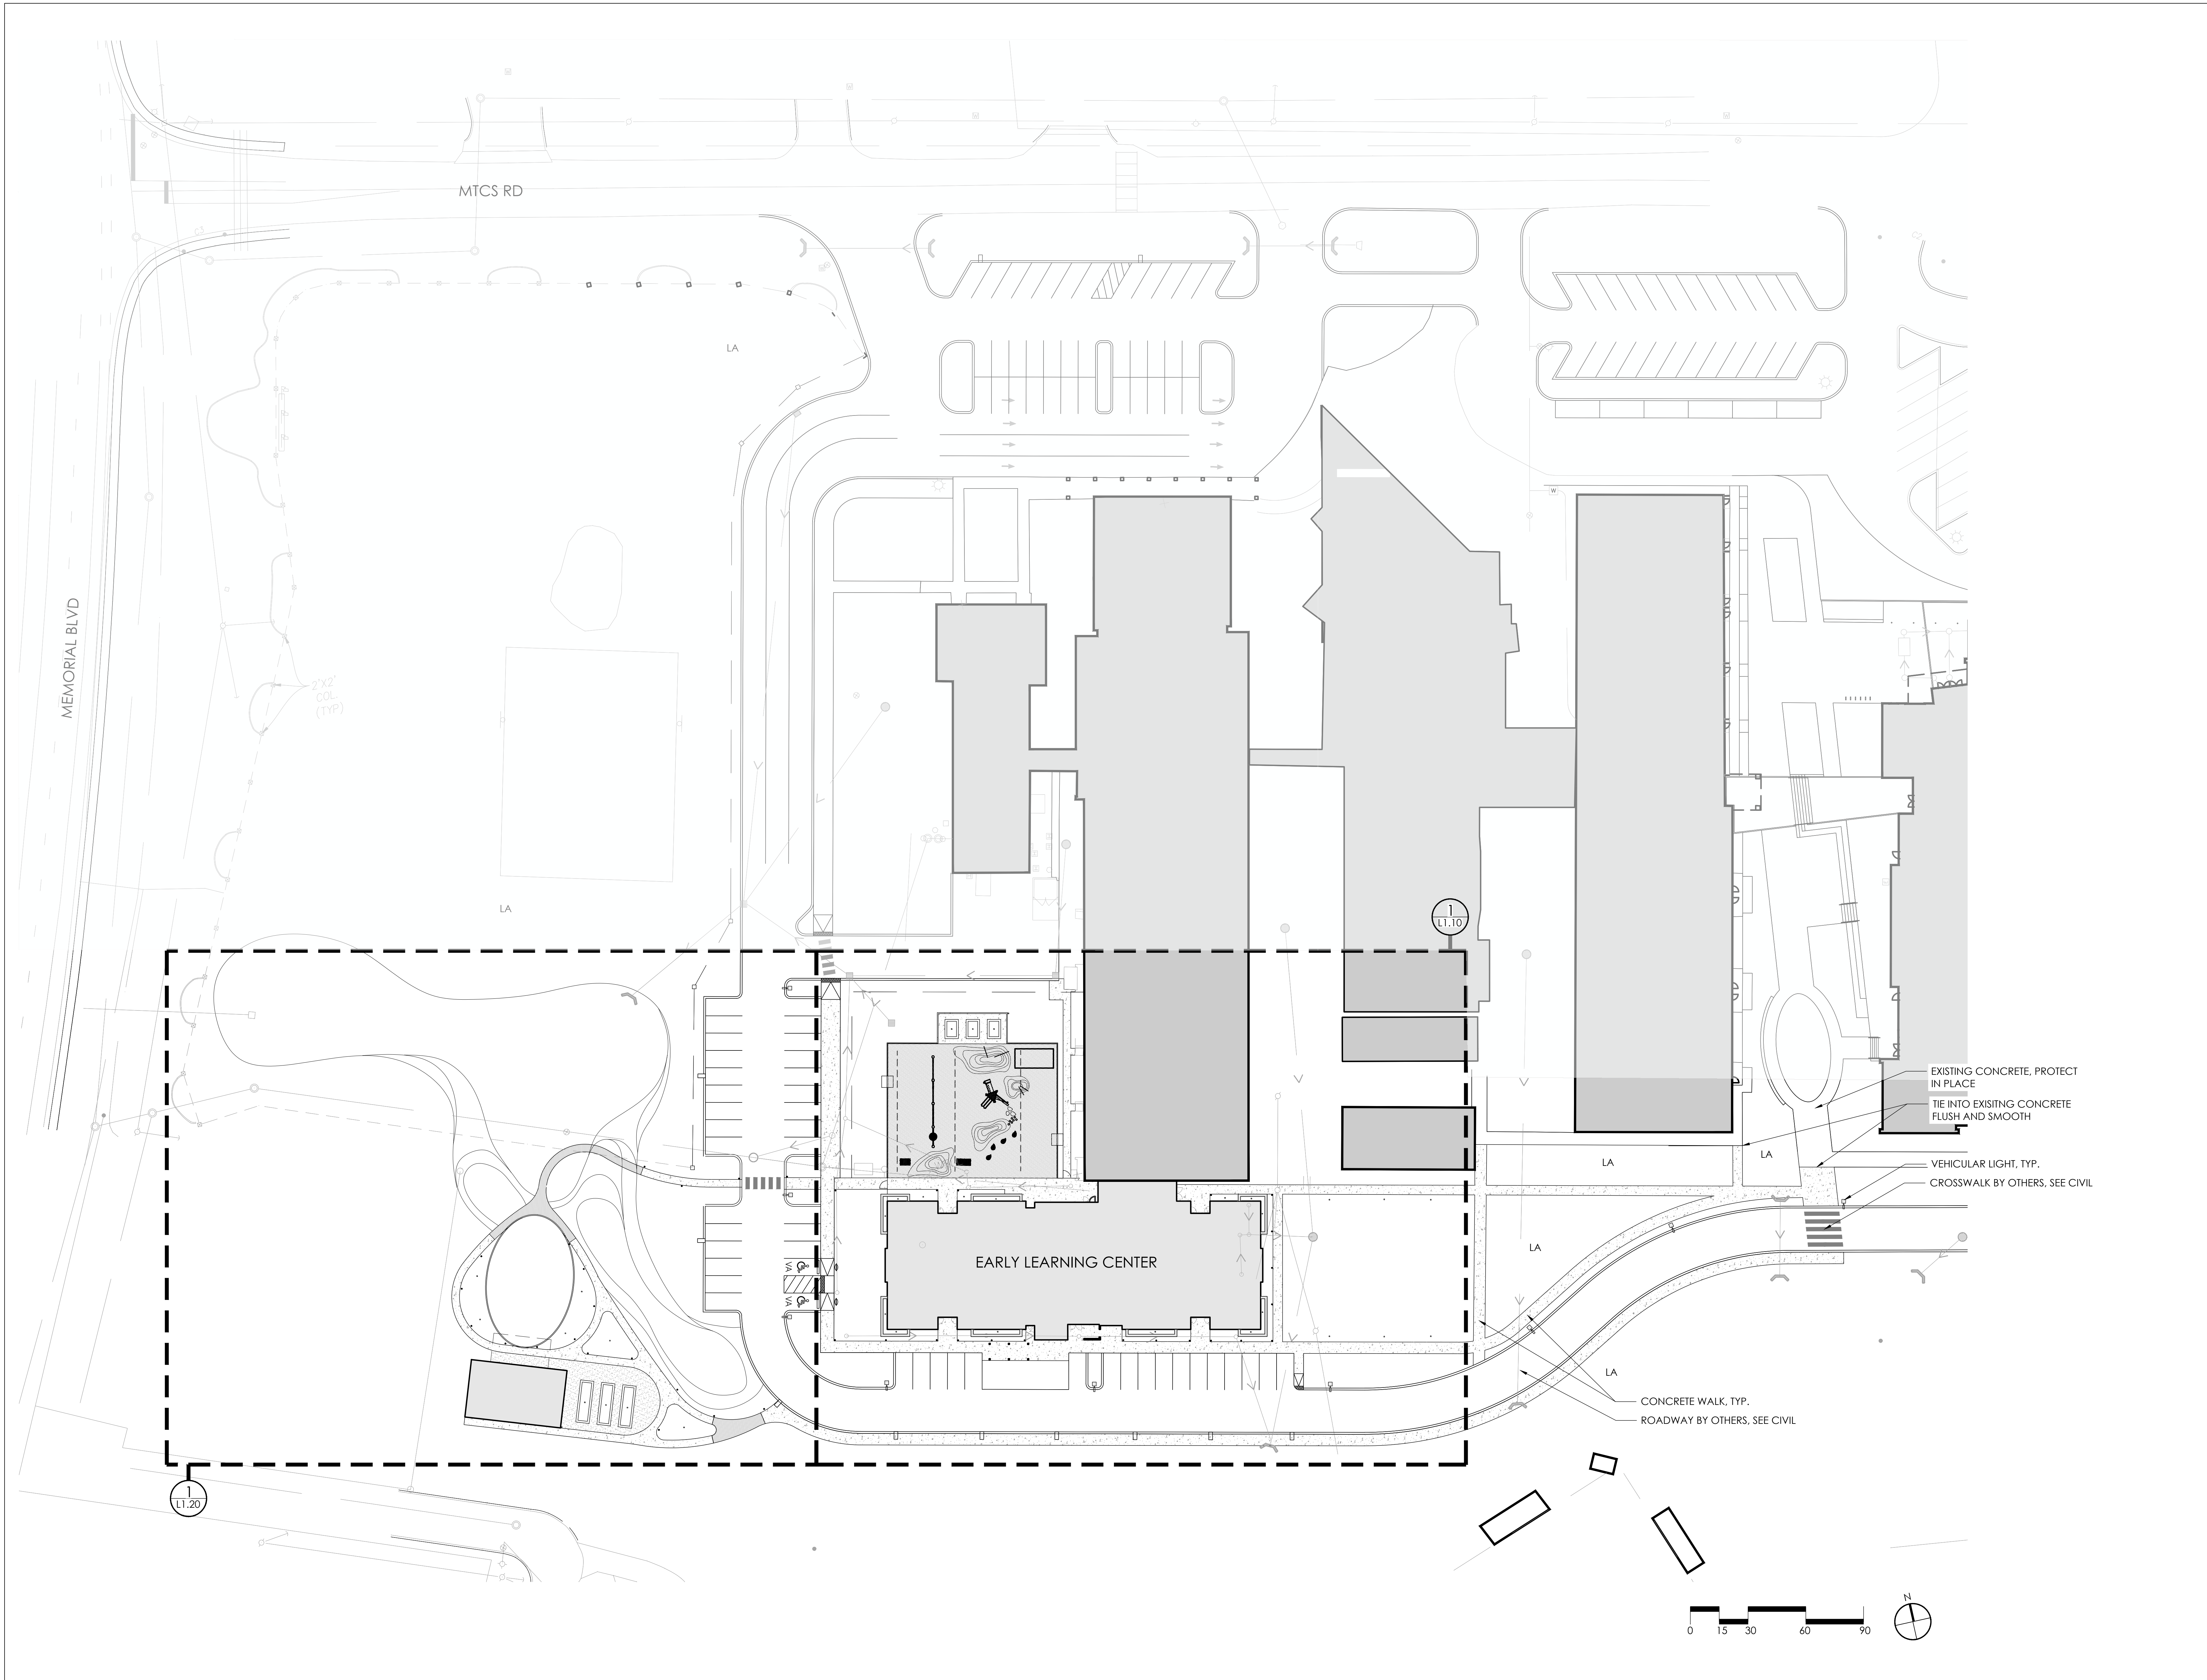 MTCS RD
LA
W
MEMORIAL BLVD
2"X2"
COL.
(TYP)
LA
1
L1.10
EXISTING CONCRETE, PROTECT
IN PLACE
TIE INTO EXISITNG CONCRETE
FLUSH AND SMOOTH
LA
LA
VEHICULAR LIGHT, TYP.
CROSSWALK BY OTHERS, SEE CIVIL
LA
EARLY LEARNING CENTER
VA
VA
LA
CONCRETE WALK, TYP.
ROADWAY BY OTHERS, SEE CIVIL
1
L1.20
N
0 15 30 60 90